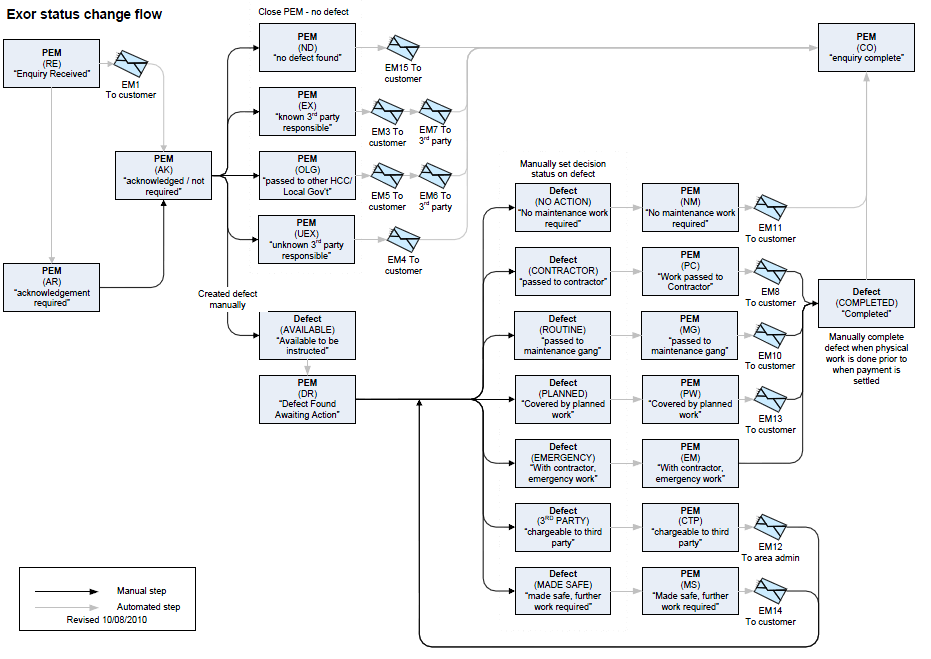 Exor status change flow
PEM
(RE)
“Enquiry Received”
EM1
To customer
PEM
(AK)
“acknowledged / not
required”
PEM
(AR)
“acknowledgement
required”
Close PEM - no defect
PEM
(ND)
“no defect found”
EM15 To
customer
PEM
(EX)
“known 3rd party
responsible”
EM3 To
customer
EM7 To
3rd party
PEM
(OLG)
“passed to other HCC/
Local Gov’t”
EM5 To
customer
EM6 To
3rd party
PEM
(UEX)
“unknown 3rd party
responsible”
EM4 To
customer
PEM
(CO)
“enquiry complete”
Created defect
manually
Defect
(AVAILABLE)
“Available to be
instructed”
PEM
(DR)
“Defect Found
Awaiting Action”
Manually set decision
status on defect
Defect
(NO ACTION)
“No maintenance work
required”
PEM
(NM)
“No maintenance work
required”
EM11
To customer
Defect
(CONTRACTOR)
“passed to contractor”
PEM
(PC)
“Work passed to
Contractor”
EM8
To customer
Defect
(ROUTINE)
“passed to
maintenance gang”
PEM
(MG)
“passed to
maintenance gang”
EM10
To customer
Defect
(PLANNED)
“Covered by planned
work”
PEM
(PW)
“Covered by planned
work”
EM13
To customer
Defect
(EMERGENCY)
“With contractor,
emergency work”
PEM
(EM)
“With contractor,
emergency work”
Defect
(3RD PARTY)
“chargeable to third
party”
PEM
(CTP)
“chargeable to third
party”
EM12
To area admin
Defect
(MADE SAFE)
“made safe, further
work required”
PEM
(MS)
“Made safe, further
work required”
EM14
To customer
Defect
(COMPLETED)
“Completed”
Manually complete
defect when physical
work is done prior to
when payment is
settled
Manual step
Automated step
Revised 10/08/2010